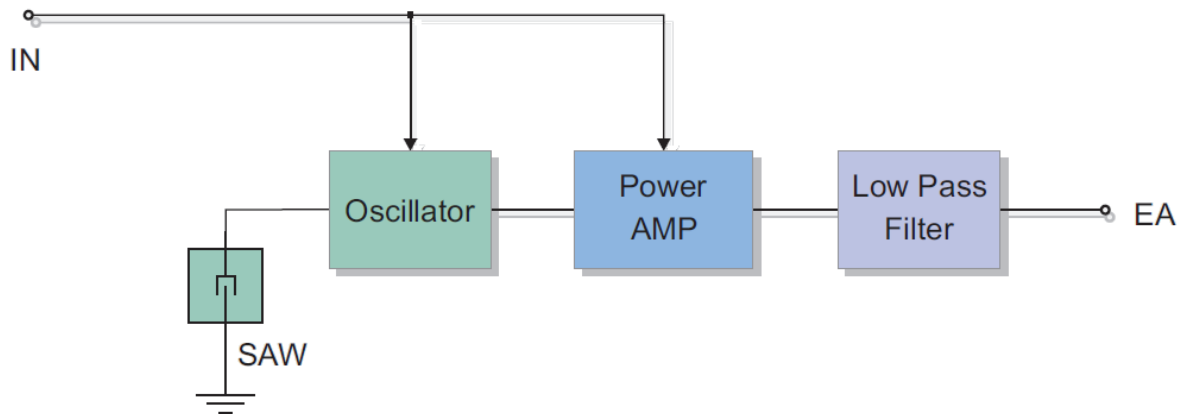 IN
Oscillator
Power
AMP
Low Pass
Filter
EA
SAW